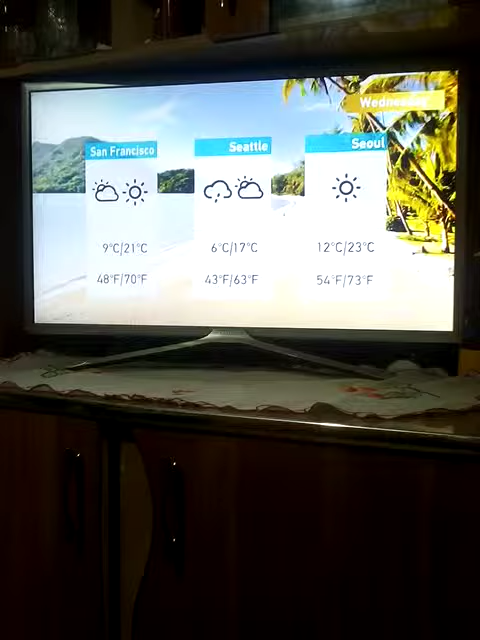 Wednesday
San Francisco
Seattle
Seoul
9°C/21°C
6°C/17°C
12°C/23°C
48°F/70°F
43°F/63°F
54°F/73°F